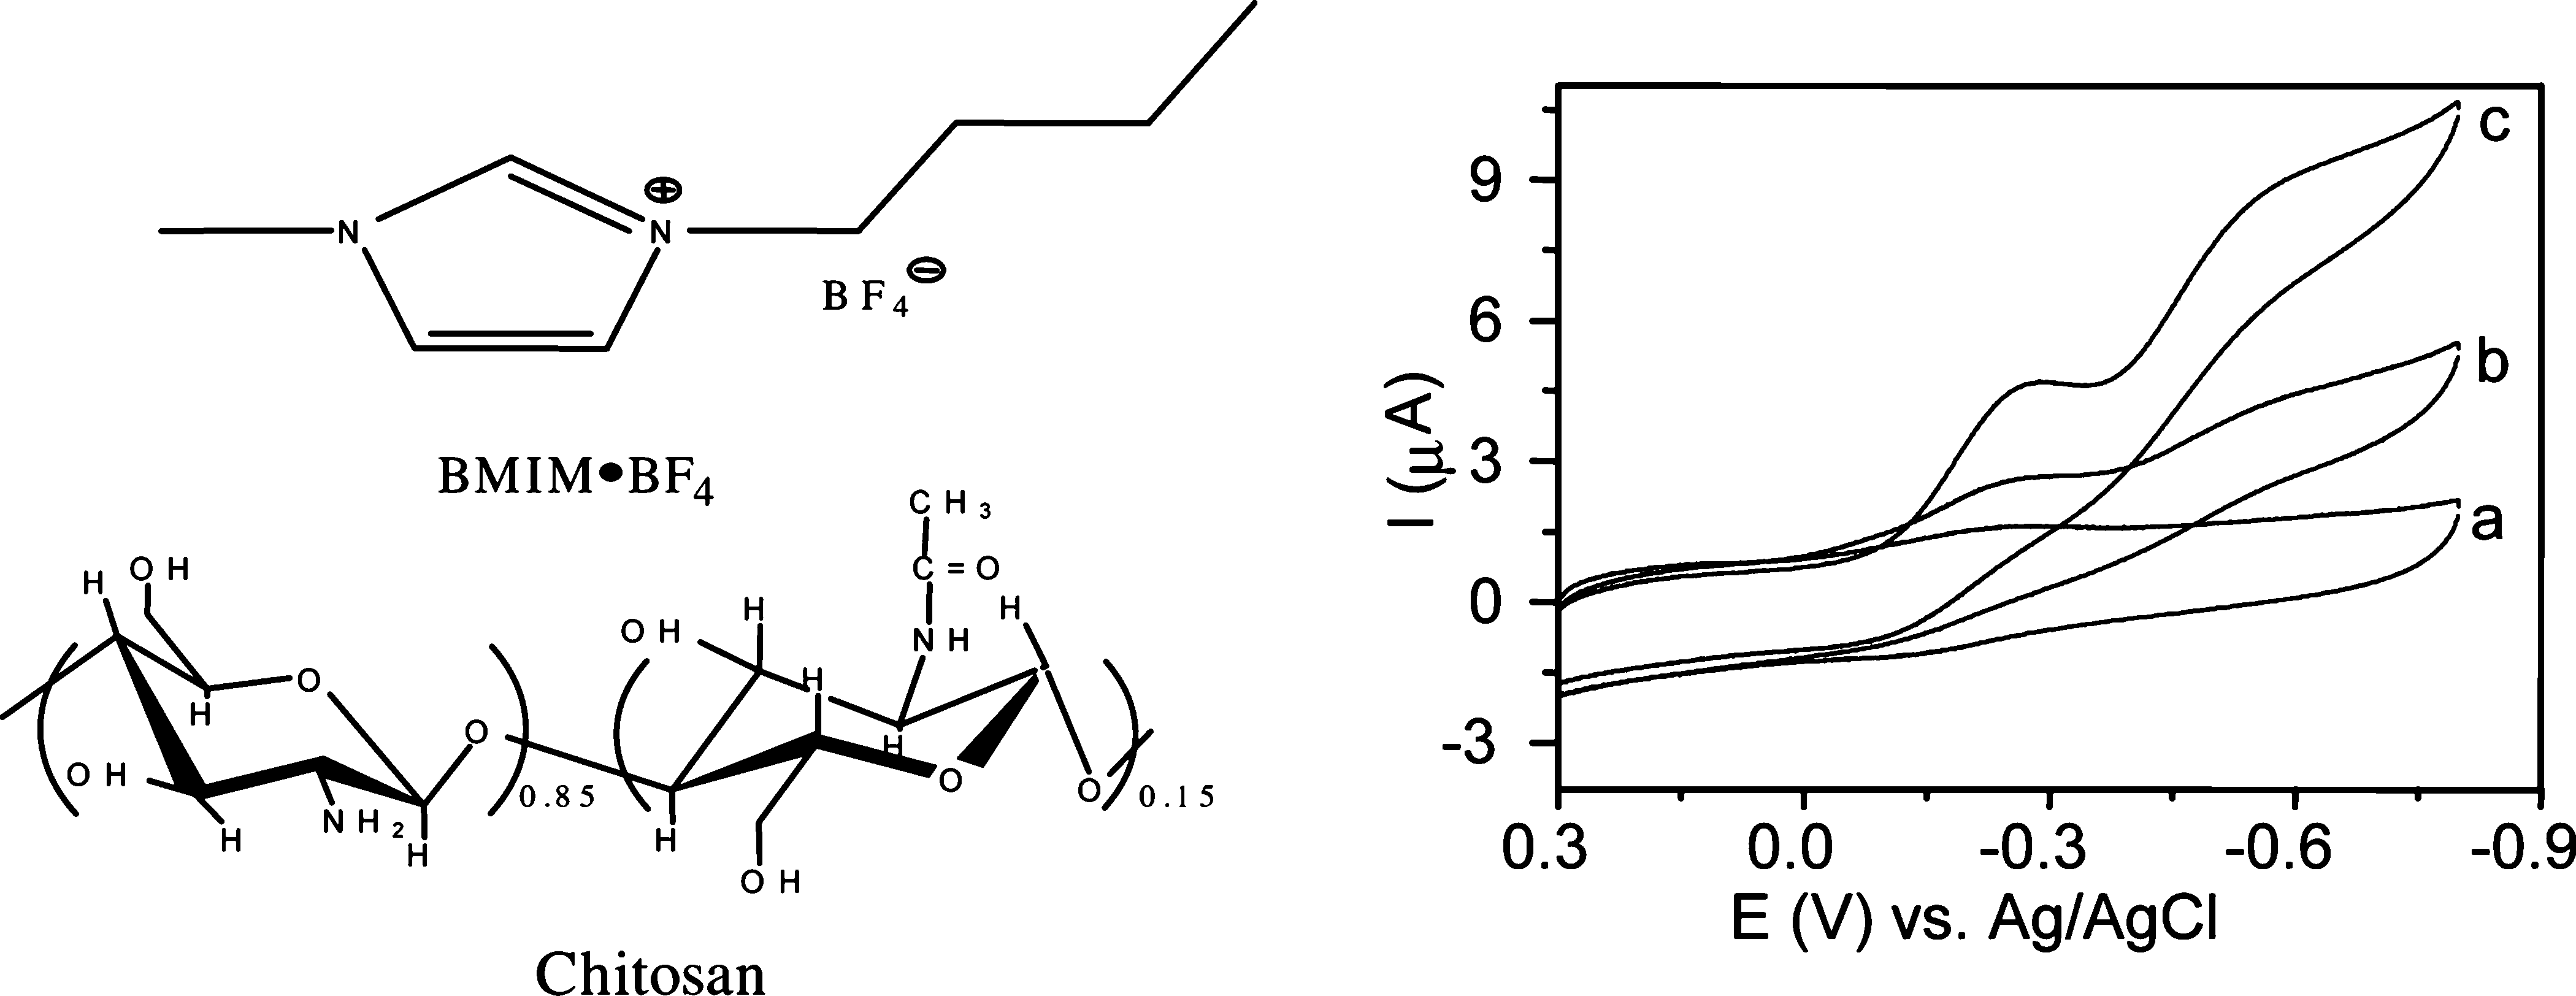 N
⊕
N
BF4⊖
BMIM•BF4
CH3
C=O
NH
H
OH
H
O
H
OH
H
NH2
H
O
0.85
OH
H
H
H
H
O
OH
H
O
0.15
Chitosan
c
b
a
9
6
3
0
-3
I (μA)
0.3 0.0 -0.3 -0.6 -0.9
E (V) vs. Ag/AgCl